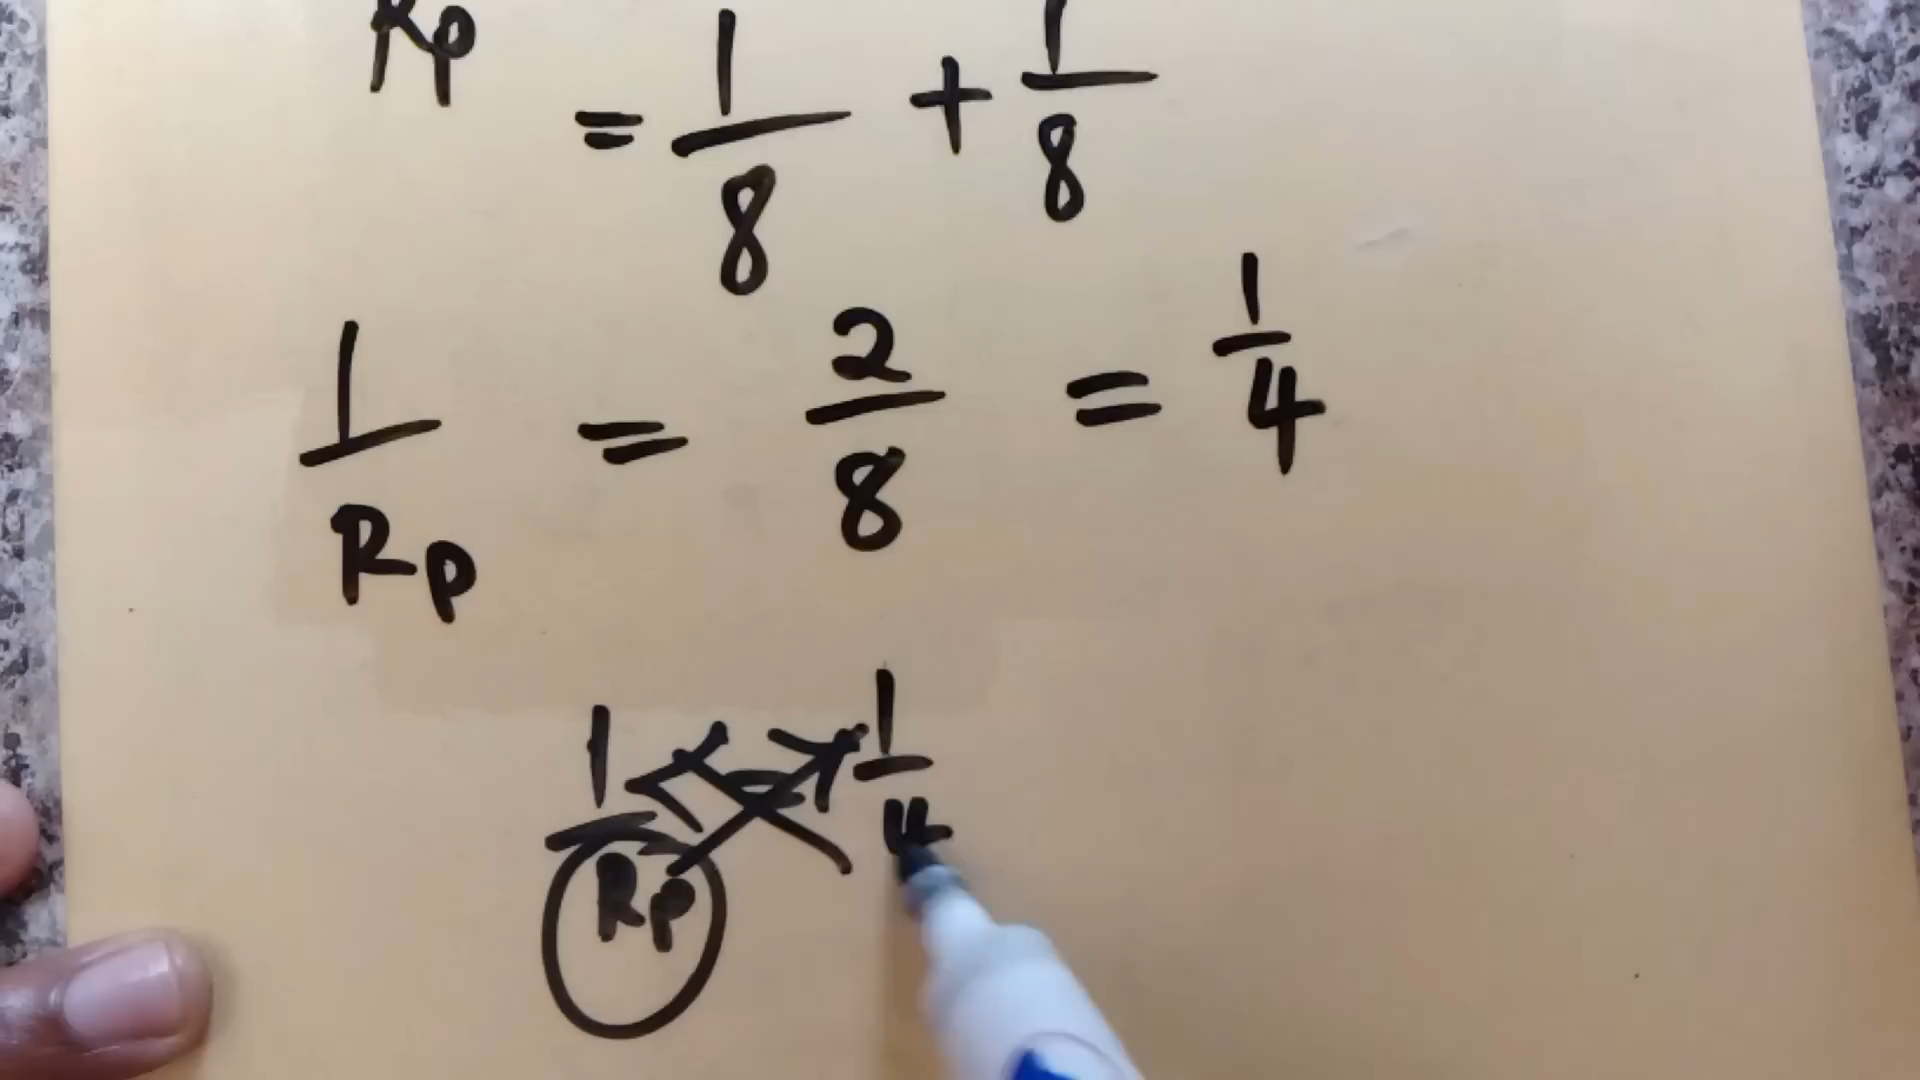 Rp = 1/8 + 1/8
1/Rp = 2/8 = 1/4
1/Rp = 1/4